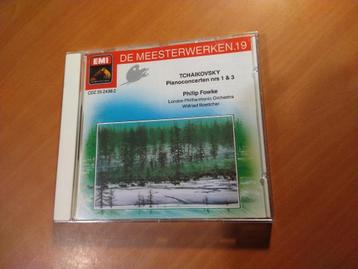 EMI
DE MEESTERWERKEN.19
TCHAIKOVSKY
Pianoconcerten nrs 1 & 3
Philip Fowke
London Philharmonic Orchestra
Wilfried Boettcher